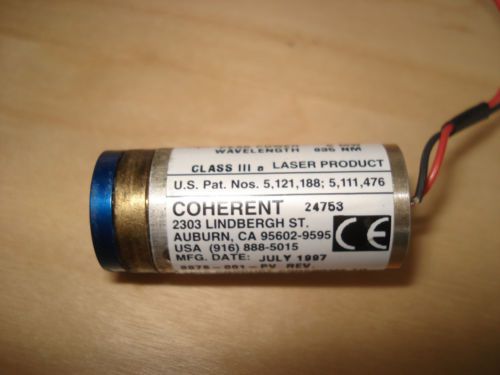 WAVELENGTH 635 NM
CLASS III a LASER PRODUCT
U.S. Pat. Nos. 5,121,188; 5,111,476
COHERENT 24753
2303 LINDBERGH ST.
AUBURN, CA 95602-9595
USA (916) 888-5015
MFG. DATE: JULY 1997
CE